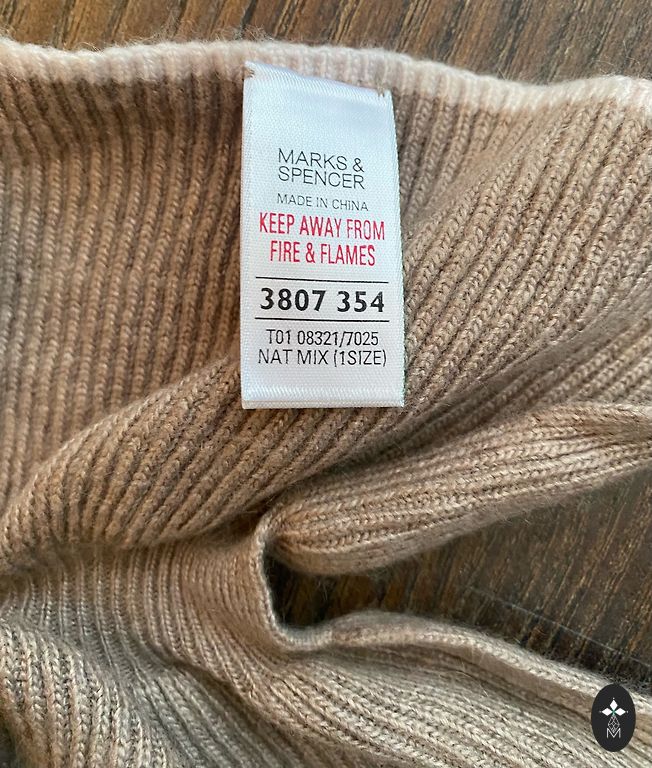 MARKS &
SPENCER
MADE IN CHINA
KEEP AWAY FROM
FIRE & FLAMES
3807 354
T01 08321/7025
NAT MIX (1SIZE)
M